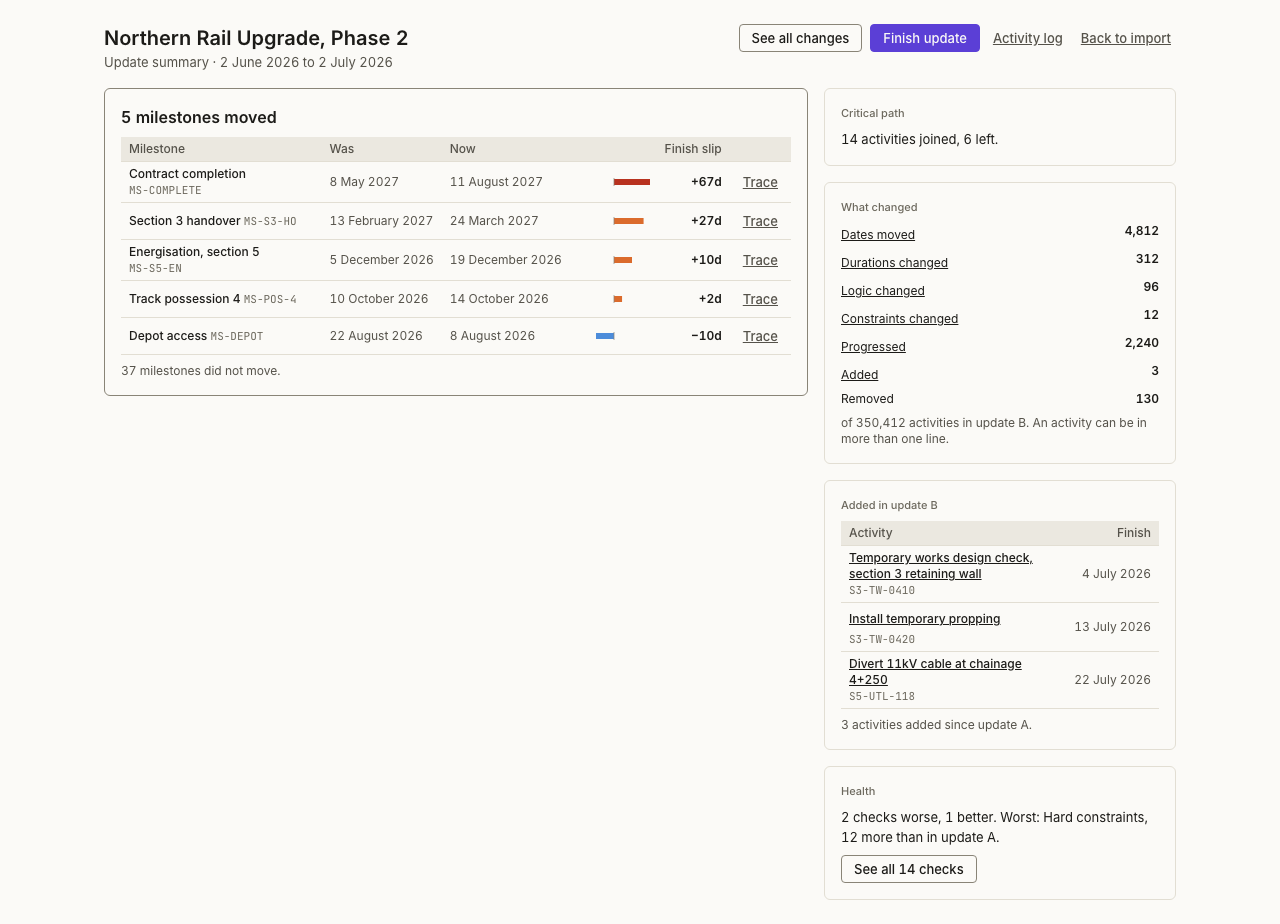 Northern Rail Upgrade, Phase 2
Update summary · 2 June 2026 to 2 July 2026
See all changes
Finish update
Activity log
Back to import
5 milestones moved
Milestone Was Now Finish slip
Contract completion
MS-COMPLETE
8 May 2027 11 August 2027 +67d Trace
Section 3 handover MS-S3-HO 13 February 2027 24 March 2027 +27d Trace
Energisation, section 5
MS-S5-EN
5 December 2026 19 December 2026 +10d Trace
Track possession 4 MS-POS-4 10 October 2026 14 October 2026 +2d Trace
Depot access MS-DEPOT 22 August 2026 8 August 2026 −10d Trace
37 milestones did not move.
Critical path
14 activities joined, 6 left.
What changed
Dates moved 4,812
Durations changed 312
Logic changed 96
Constraints changed 12
Progressed 2,240
Added 3
Removed 130
of 350,412 activities in update B. An activity can be in
more than one line.
Added in update B
Activity Finish
Temporary works design check,
section 3 retaining wall
S3-TW-0410
4 July 2026
Install temporary propping
S3-TW-0420
13 July 2026
Divert 11kV cable at chainage
4+250
S5-UTL-118
22 July 2026
3 activities added since update A.
Health
2 checks worse, 1 better. Worst: Hard constraints,
12 more than in update A.
See all 14 checks